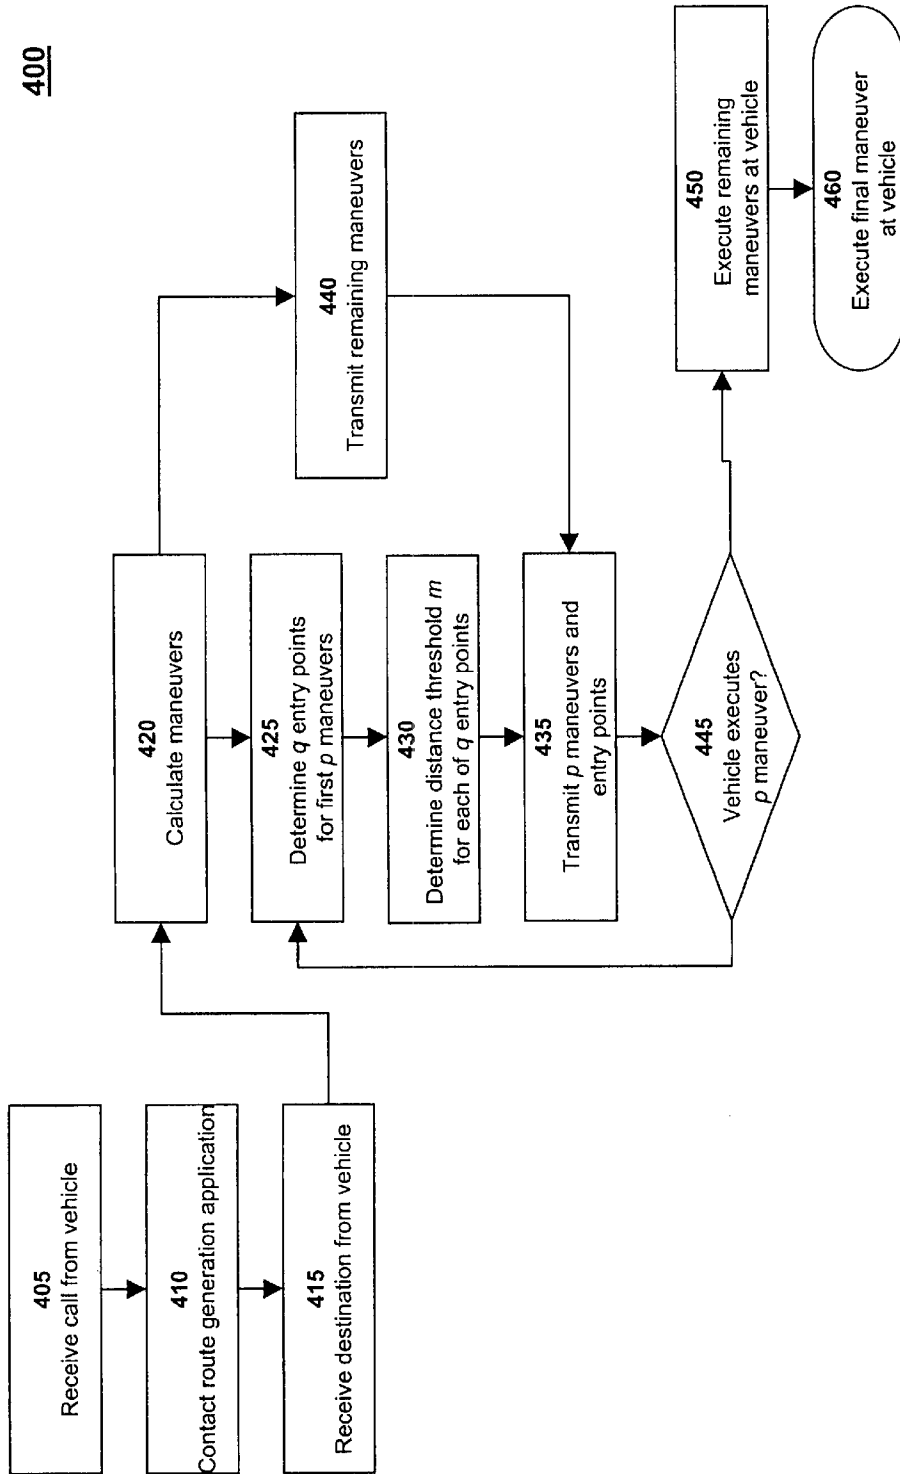 400
405
Receive call from vehicle
410
Contact route generation application
415
Receive destination from vehicle
420
Calculate maneuvers
425
Determine q entry points
for first p maneuvers
430
Determine distance threshold m
for each of q entry points
435
Transmit p maneuvers and
entry points
440
Transmit remaining maneuvers
445
Vehicle executes
p maneuver?
450
Execute remaining
maneuvers at vehicle
460
Execute final maneuver
at vehicle